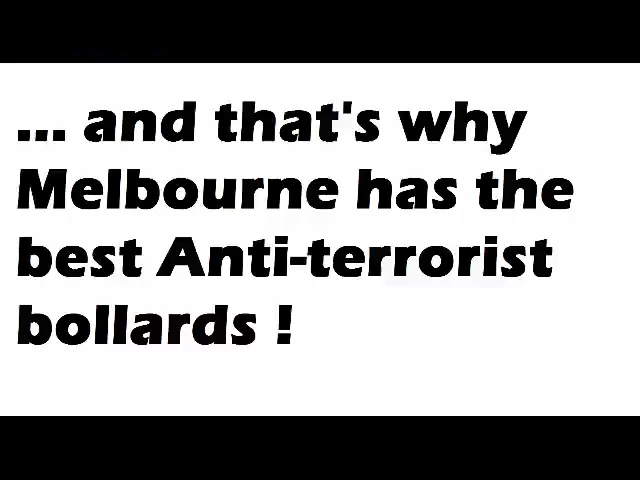 ... and that's why
Melbourne has the
best Anti-terrorist
bollards !